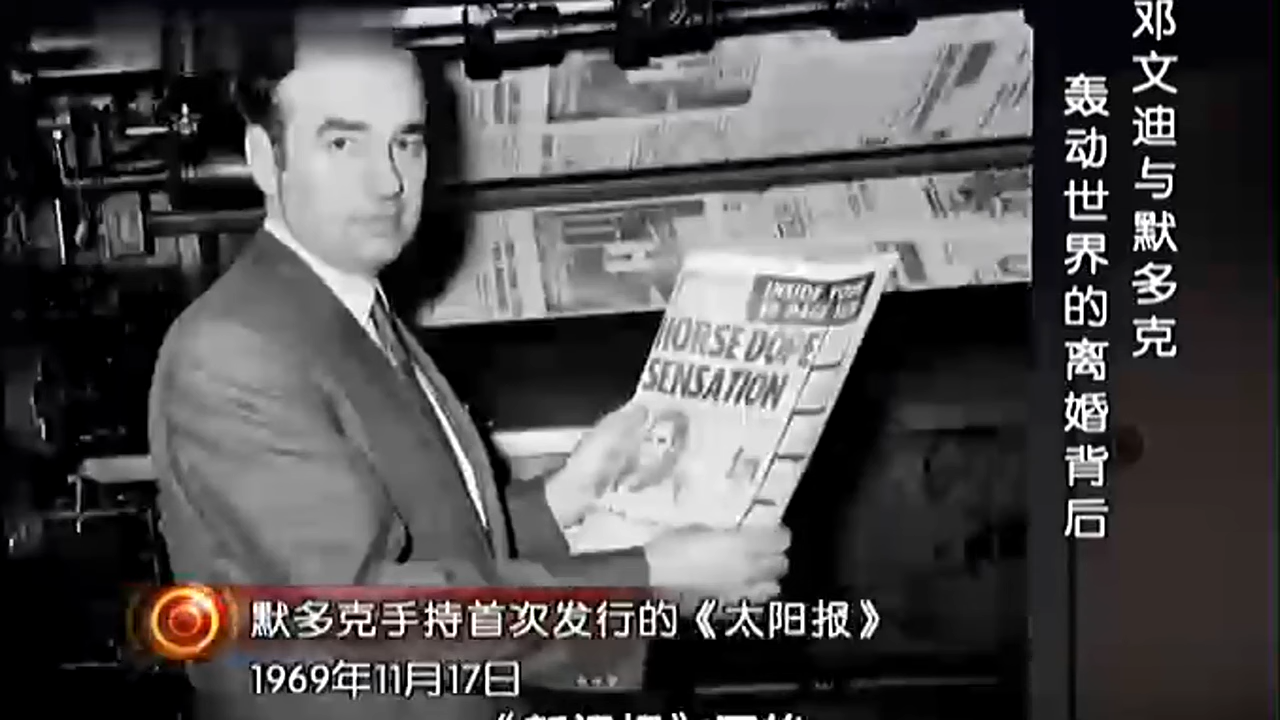 邓文迪与默多克
轰动世界的离婚背后
INSIDE
HORSE DOPE
SENSATION
默多克手持首次发行的《太阳报》
1969年11月17日